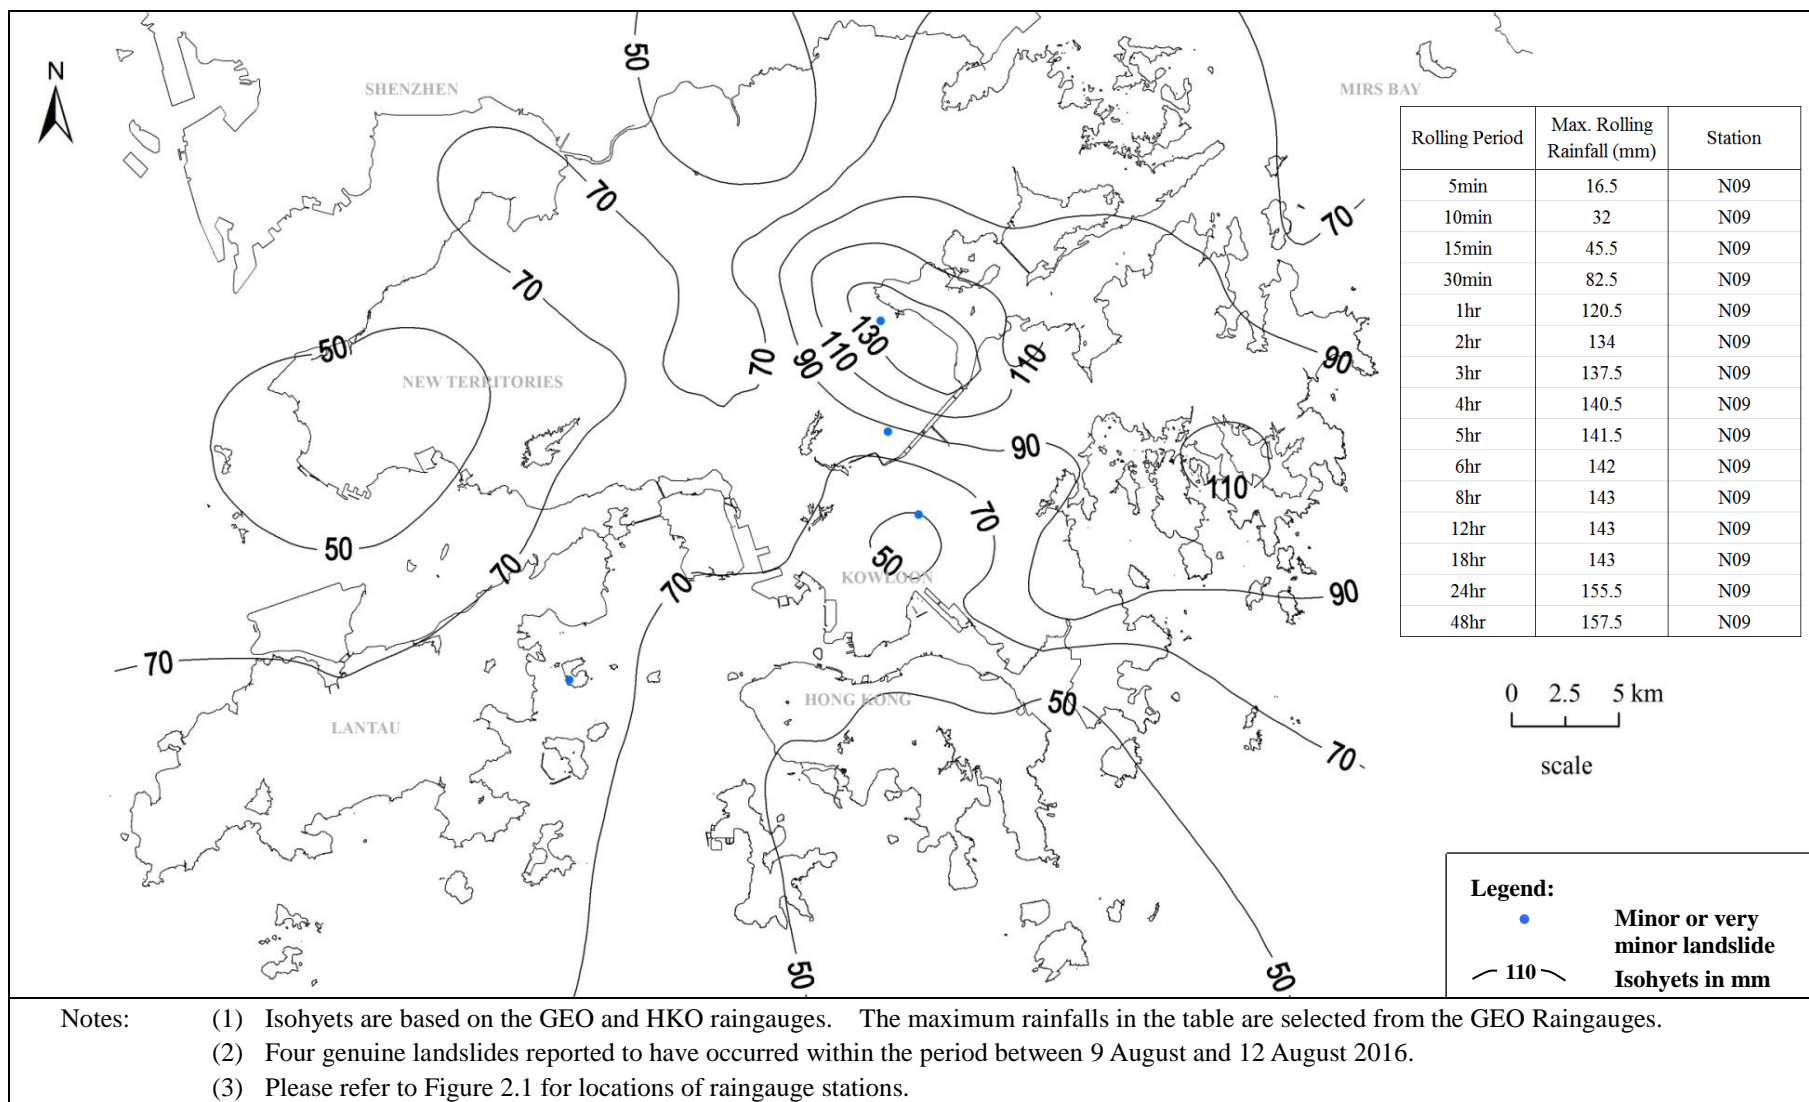 N
SHENZHEN
MIRS BAY
NEW TERRITORIES
KOWLOON
HONG KONG
LANTAU
50
70
70
70
70
50
50
70
70
70
130
110
90
110
90
90
110
70
50
90
50
70
50
50
Rolling Period Max. Rolling Rainfall (mm) Station
5min 16.5 N09
10min 32 N09
15min 45.5 N09
30min 82.5 N09
1hr 120.5 N09
2hr 134 N09
3hr 137.5 N09
4hr 140.5 N09
5hr 141.5 N09
6hr 142 N09
8hr 143 N09
12hr 143 N09
18hr 143 N09
24hr 155.5 N09
48hr 157.5 N09
0 2.5 5 km
scale
Legend:
Minor or very
minor landslide
110 Isohyets in mm
Notes: (1) Isohyets are based on the GEO and HKO raingauges. The maximum rainfalls in the table are selected from the GEO Raingauges.
(2) Four genuine landslides reported to have occurred within the period between 9 August and 12 August 2016.
(3) Please refer to Figure 2.1 for locations of raingauge stations.